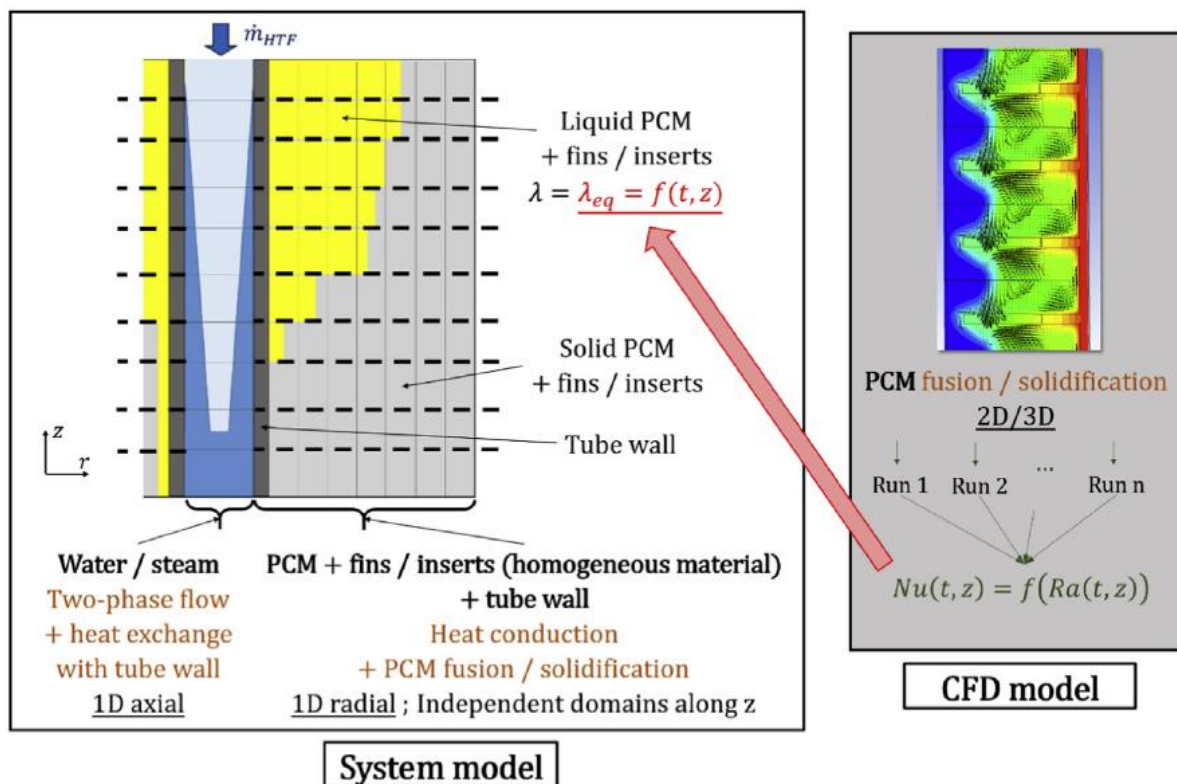 ṁ_HTF
Liquid PCM
+ fins / inserts
λ = λ_eq = f(t, z)
Solid PCM
+ fins / inserts
Tube wall
z
r
Water / steam
Two-phase flow
+ heat exchange
with tube wall
1D axial
PCM + fins / inserts (homogeneous material)
+ tube wall
Heat conduction
+ PCM fusion / solidification
1D radial ; Independent domains along z
System model
PCM fusion / solidification
2D/3D
Run 1 Run 2 ... Run n
Nu(t, z) = f(Ra(t, z))
CFD model